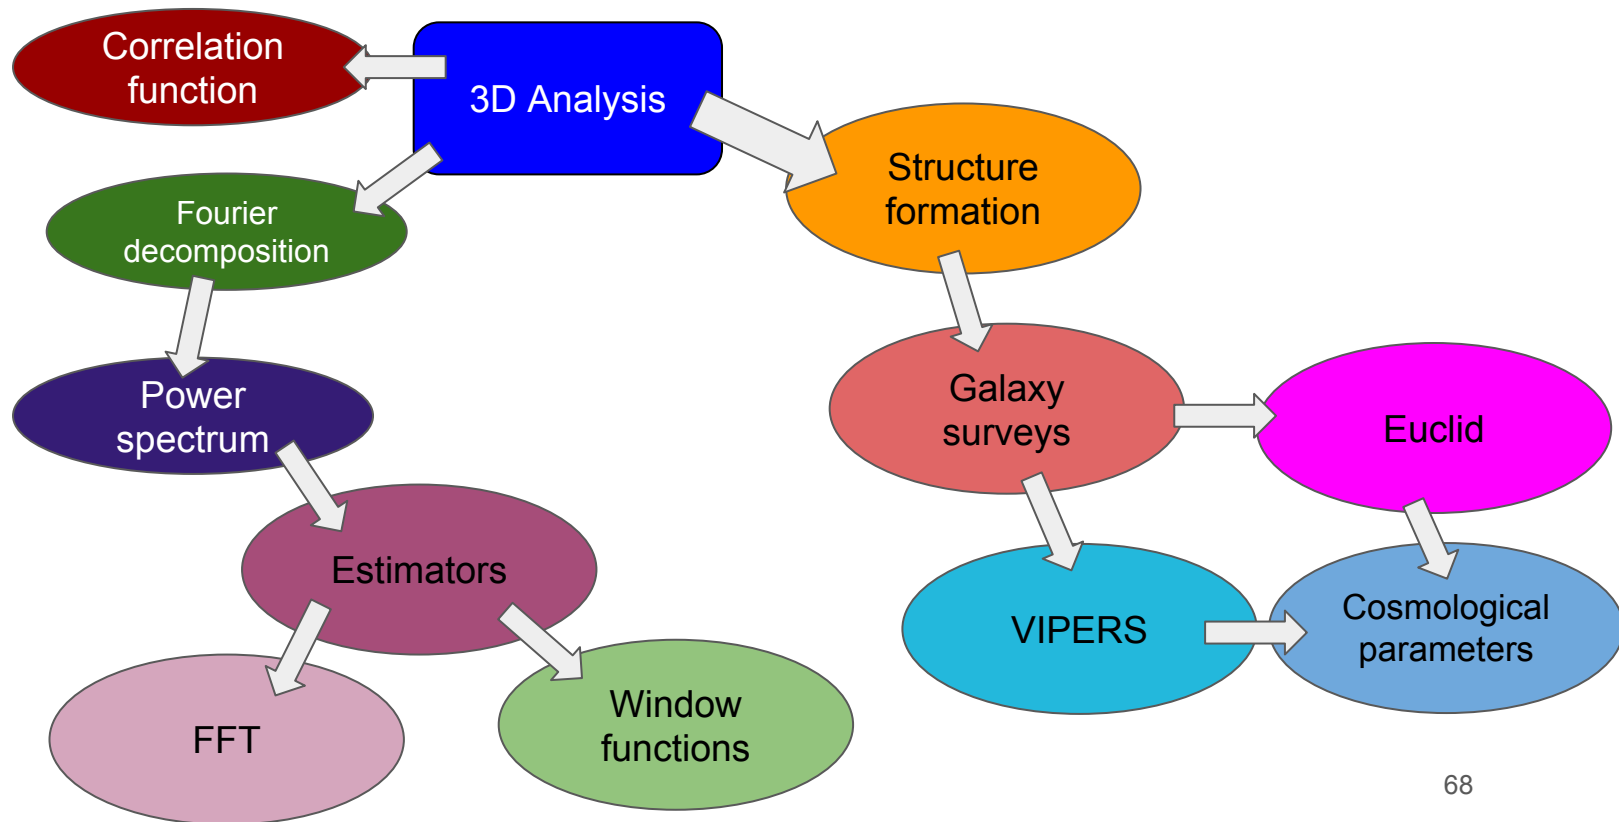 Correlation
function
3D Analysis
Structure
formation
Fourier
decomposition
Power
spectrum
Galaxy
surveys
Euclid
Estimators
VIPERS
Cosmological
parameters
FFT
Window
functions
68